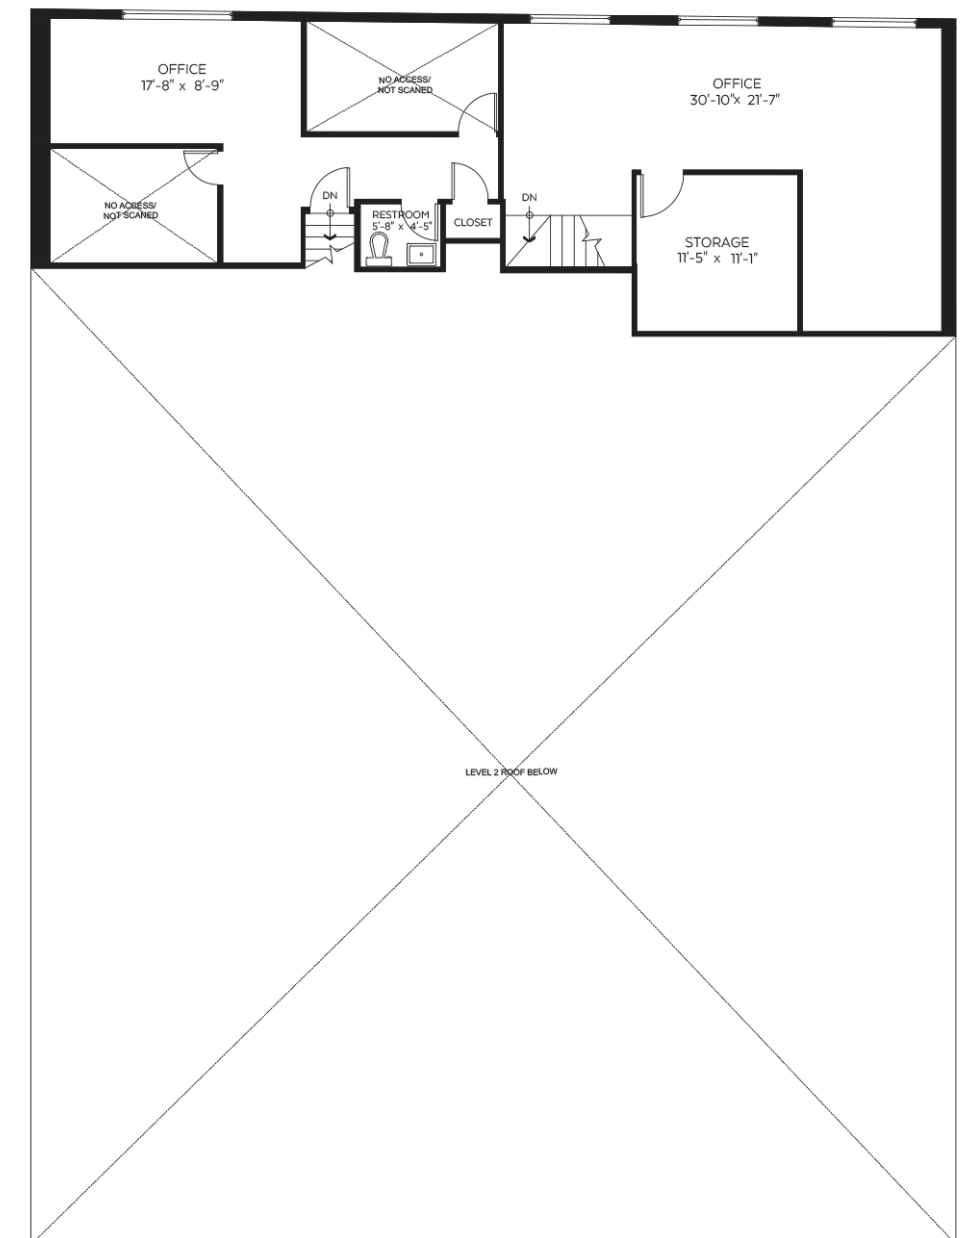 OFFICE
17'-8" x 8'-9"
NO ACCESS/
NOT SCANED
OFFICE
30'-10"x 21'-7"
NO ACCESS/
NOT SCANED
DN
RESTROOM
5'-8" x 4'-5"
CLOSET
DN
STORAGE
11'-5" x 11'-1"
LEVEL 2 ROOF BELOW